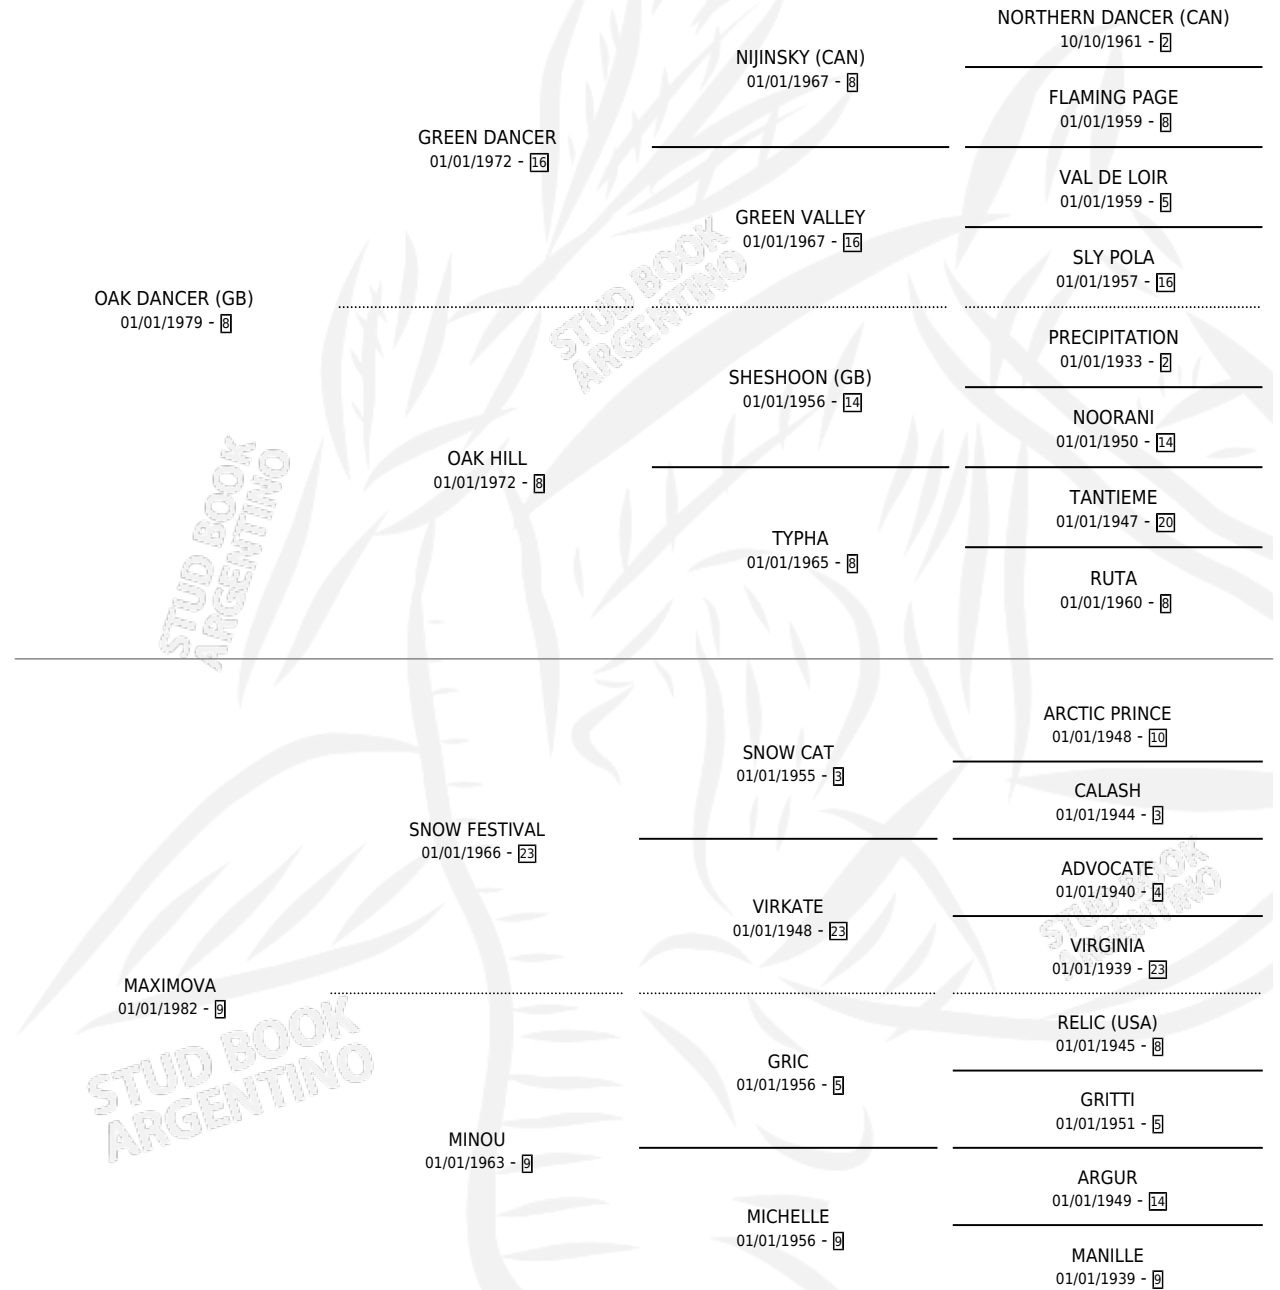 NORTHERN DANCER (CAN)
10/10/1961 - 2
NIJINSKY (CAN)
01/01/1967 - 8
FLAMING PAGE
01/01/1959 - 8
GREEN DANCER
01/01/1972 - 16
VAL DE LOIR
01/01/1959 - 5
GREEN VALLEY
01/01/1967 - 16
SLY POLA
01/01/1957 - 16
OAK DANCER (GB)
01/01/1979 - 8
STUD BOOK
ARGENTINO
PRECIPITATION
01/01/1933 - 2
SHESHOON (GB)
01/01/1956 - 14
NOORANI
01/01/1950 - 14
OAK HILL
01/01/1972 - 8
TANTIEME
01/01/1947 - 20
TYPHA
01/01/1965 - 8
RUTA
01/01/1960 - 8
STUD BOOK
ARGENTINO
ARCTIC PRINCE
01/01/1948 - 10
SNOW CAT
01/01/1955 - 3
CALASH
01/01/1944 - 3
SNOW FESTIVAL
01/01/1966 - 23
ADVOCATE
01/01/1940 - 4
VIRKATE
01/01/1948 - 23
STUD BOOK
ARGENTINO
VIRGINIA
01/01/1939 - 23
MAXIMOVA
01/01/1982 - 9
RELIC (USA)
01/01/1945 - 8
GRIC
01/01/1956 - 5
STUD BOOK
ARGENTINO
GRITTI
01/01/1951 - 5
MINOU
01/01/1963 - 9
ARGUR
01/01/1949 - 14
MICHELLE
01/01/1956 - 9
MANILLE
01/01/1939 - 9